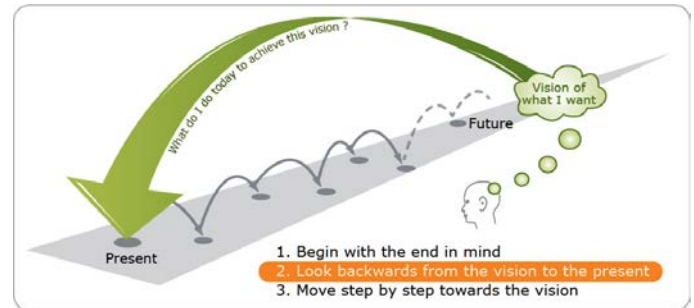 What do I do today to achieve this vision ?
Vision of
what I want
Future
Present
1. Begin with the end in mind
2. Look backwards from the vision to the present
3. Move step by step towards the vision